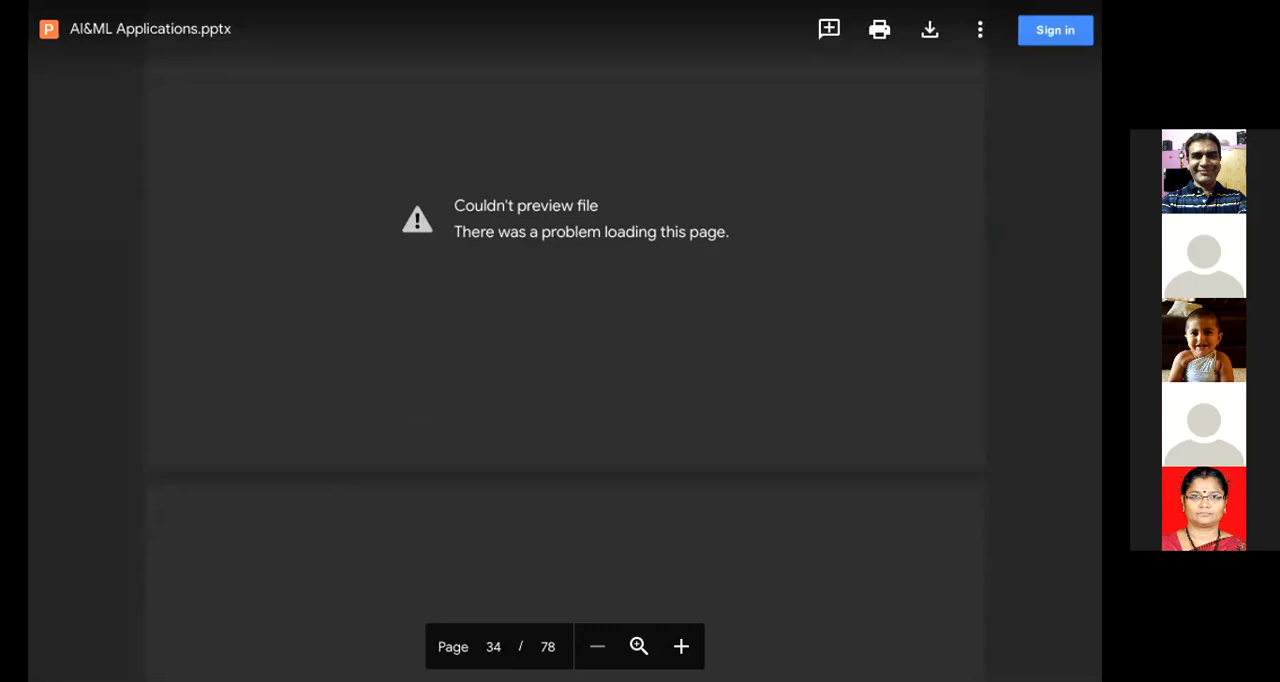 P
AI&ML Applications.pptx
Sign in
Couldn't preview file
There was a problem loading this page.
Page 34 / 78